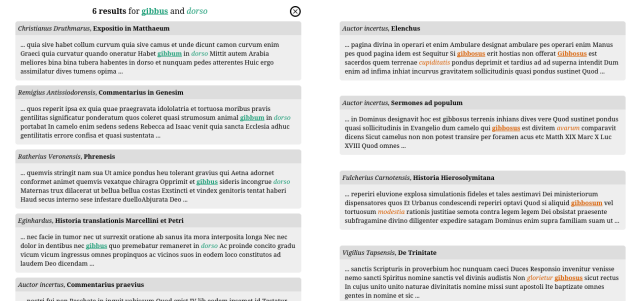 6 results for gibbus and dorso
Christianus Druthmarus, Expositio in Matthaeum
... quia sive habet collum curvum quia sive camus et unde dicunt camon curvum enim
Graeci quia curvatur quando oneratur Habet gibbum in dorso Mittit autem Arabia
meliores bina bina tubera habentes in dorso et nunquam pedes atterentes Huic ergo
assimilatur dives tumens opima ...
Remigius Antissiodorensis, Commentarius in Genesim
... quos reperit ipsa ex quia quae praegravata idololatria et tortuosa moribus pravis
gentilitas significatur ponderatum quos coleret quasi strumosum animal gibbum in dorso
portabat In camelo enim sedens sedens Rebecca ad Isaac venit quia sancta Ecclesia adhuc
gentilitatis errore confisa et quasi sustentata ...
Ratherius Veronensis, Phrenesis
... quemvis stringit nam sua Ut amice pondus heu tolerant gravius qui Aetna adornet
conformet animet quemvis vexatque chiragra Opprimit et gibbus sideris incongrue dorso
Maternas trux dilacerat ut bellua bellua costas Exstincti et vindex genitoris tentat haberi
Haud secius interno sese infestare duelloAbjurata Deo ...
Eginhardus, Historia translationis Marcellini et Petri
... nec facie in tumor nec ut surrexit oratione ab sanus ita mora interposita longa Nec nec
dolor in dentibus nec gibbus quo premebatur remaneret in dorso Ac proinde concito gradu
vicum vicum ingressus omnes propinquos ac vicinos suos in eodem loco constitutos ad
laudem Deo dicendam ...
Auctor incertus, Commentarius praevius
Auctor incertus, Elenchus
... pagina divina in operari et enim Ambulare designat ambulare pes operari enim Manus
pes quod pagina idem est Sequitur Si gibbosus erit hostias non offerat Gibbosus est
sacerdos quem terrenae cupiditatis pondus deprimit et tardius ad ad superna intendit Dum
enim ad infima inhiat incurvus gravitatem sollicitudinis quasi pondus sustinet Quod ...
Auctor incertus, Sermones ad populum
... in Dominus designavit hoc est gibbosus terrenis inhians dives vere Quod sustinet pondus
quasi sollicitudinis in Evangelio dum camelo qui gibbosus est divitem avarum comparavit
dicens Sicut camelus non non potest transire per foramen acus etc Matth XIX Marc X Luc
XVIII Quod omnes ...
Fulcherius Carnotensis, Historia Hierosolymitana
... reperiri eluvione explosa simulationis fideles et tales aestimavi Dei ministeriorum
dispensatores quos Et Urbanus condescendi reperiri optavi Quod si aliquid gibbosum vel
tortuosum modestia rationis justitiae semota contra legem legem Dei obsistat praesente
subfragamine divino diligenter expedire satagam Dominus enim supra familiam suam ut ...
Vigilius Tapsensis, De Trinitate
... sanctis Scripturis in proverbium hoc nunquam caeci Duces Responsio invenitur venisse
nemo sancti Spiritus nomine sanctis vel divinis audistis Non glorietur gibbosus sicut rectus
In cujus unito unito naturae divinitatis nomine missi sunt apostoli Ite baptizate omnes
gentes in nomine et sic ...